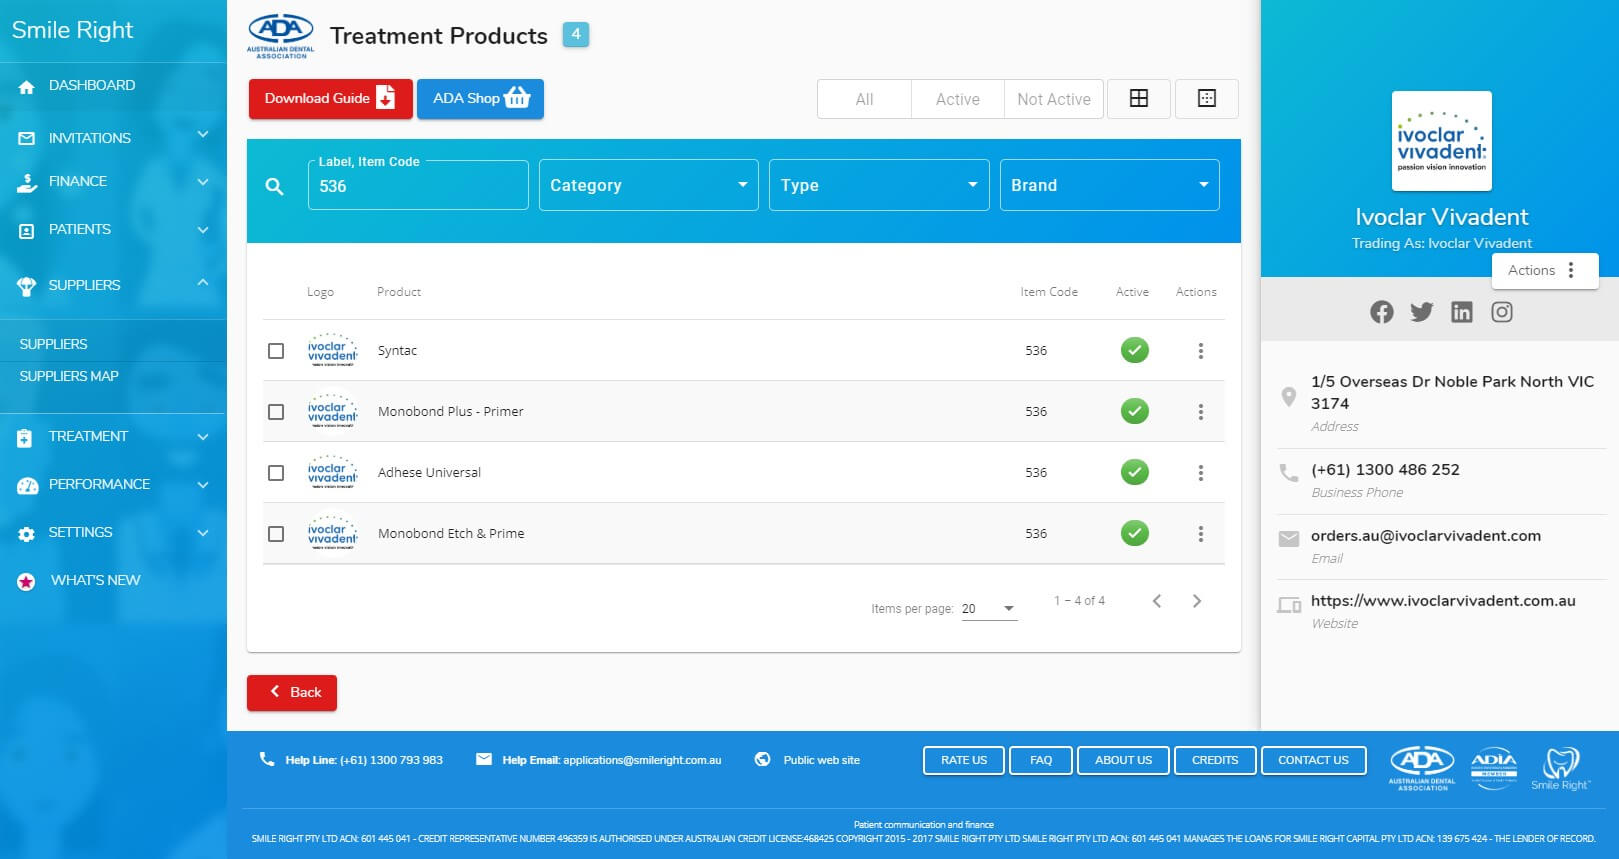 Smile Right
DASHBOARD
INVITATIONS
FINANCE
PATIENTS
SUPPLIERS
SUPPLIERS
SUPPLIERS MAP
TREATMENT
PERFORMANCE
SETTINGS
WHAT'S NEW
ADA
AUSTRALIAN DENTAL
ASSOCIATION
Treatment Products 4
Download Guide
ADA Shop
All Active Not Active
Label, Item Code
536
Category
Type
Brand
Logo Product Item Code Active Actions
ivoclar
vivadent:
Syntac 536
ivoclar
vivadent:
Monobond Plus - Primer 536
ivoclar
vivadent:
Adhese Universal 536
ivoclar
vivadent:
Monobond Etch & Prime 536
Items per page: 20 1 – 4 of 4
Back
ivoclar
vivadent:
passion vision innovation
Ivoclar Vivadent
Trading As: Ivoclar Vivadent
Actions
1/5 Overseas Dr Noble Park North VIC
3174
Address
(+61) 1300 486 252
Business Phone
orders.au@ivoclarvivadent.com
Email
https://www.ivoclarvivadent.com.au
Website
Help Line: (+61) 1300 793 983
Help Email: applications@smileright.com.au
Public web site
RATE US
FAQ
ABOUT US
CREDITS
CONTACT US
ADA
AUSTRALIAN DENTAL
ASSOCIATION
ADIA
MEMBER
Smile Right
Patient communication and finance
SMILE RIGHT PTY LTD ACN: 601 445 041 - CREDIT REPRESENTATIVE NUMBER 496359 IS AUTHORISED UNDER AUSTRALIAN CREDIT LICENSE:468425 COPYRIGHT 2015 - 2017 SMILE RIGHT PTY LTD SMILE RIGHT PTY LTD ACN: 601 445 041 MANAGES THE LOANS FOR SMILE RIGHT CAPITAL PTY LTD ACN: 139 675 424 - THE LENDER OF RECORD.